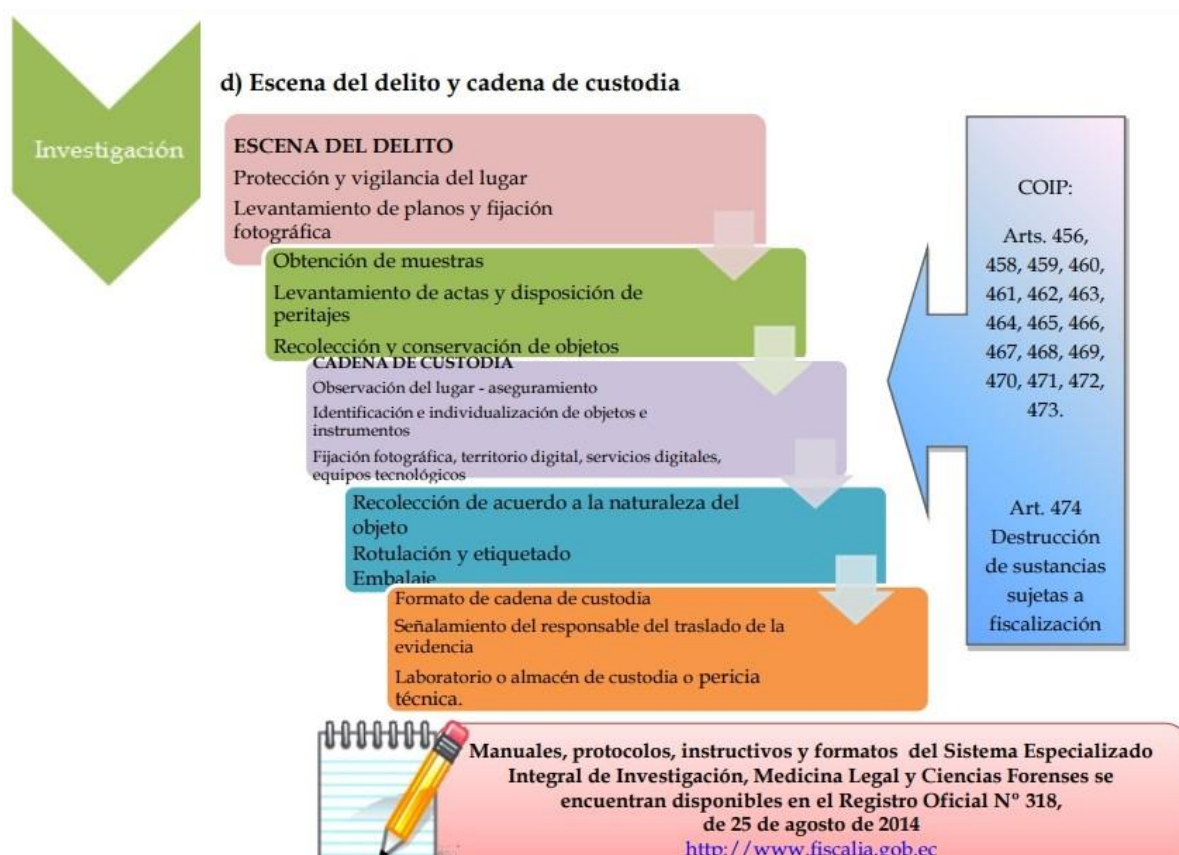 Investigación
d) Escena del delito y cadena de custodia
ESCENA DEL DELITO
Protección y vigilancia del lugar
Levantamiento de planos y fijación
fotográfica
Obtención de muestras
Levantamiento de actas y disposición de
peritajes
Recolección y conservación de objetos
CADENA DE CUSTODIA
Observación del lugar - aseguramiento
Identificación e individualización de objetos e
instrumentos
Fijación fotográfica, territorio digital, servicios digitales,
equipos tecnológicos
Recolección de acuerdo a la naturaleza del
objeto
Rotulación y etiquetado
Embalaje
Formato de cadena de custodia
Señalamiento del responsable del traslado de la
evidencia
Laboratorio o almacén de custodia o pericia
técnica.
COIP:
Arts. 456,
458, 459, 460,
461, 462, 463,
464, 465, 466,
467, 468, 469,
470, 471, 472,
473.
Art. 474
Destrucción
de sustancias
sujetas a
fiscalización
Manuales, protocolos, instructivos y formatos del Sistema Especializado
Integral de Investigación, Medicina Legal y Ciencias Forenses se
encuentran disponibles en el Registro Oficial Nº 318,
de 25 de agosto de 2014
http://www.fiscalia.gob.ec